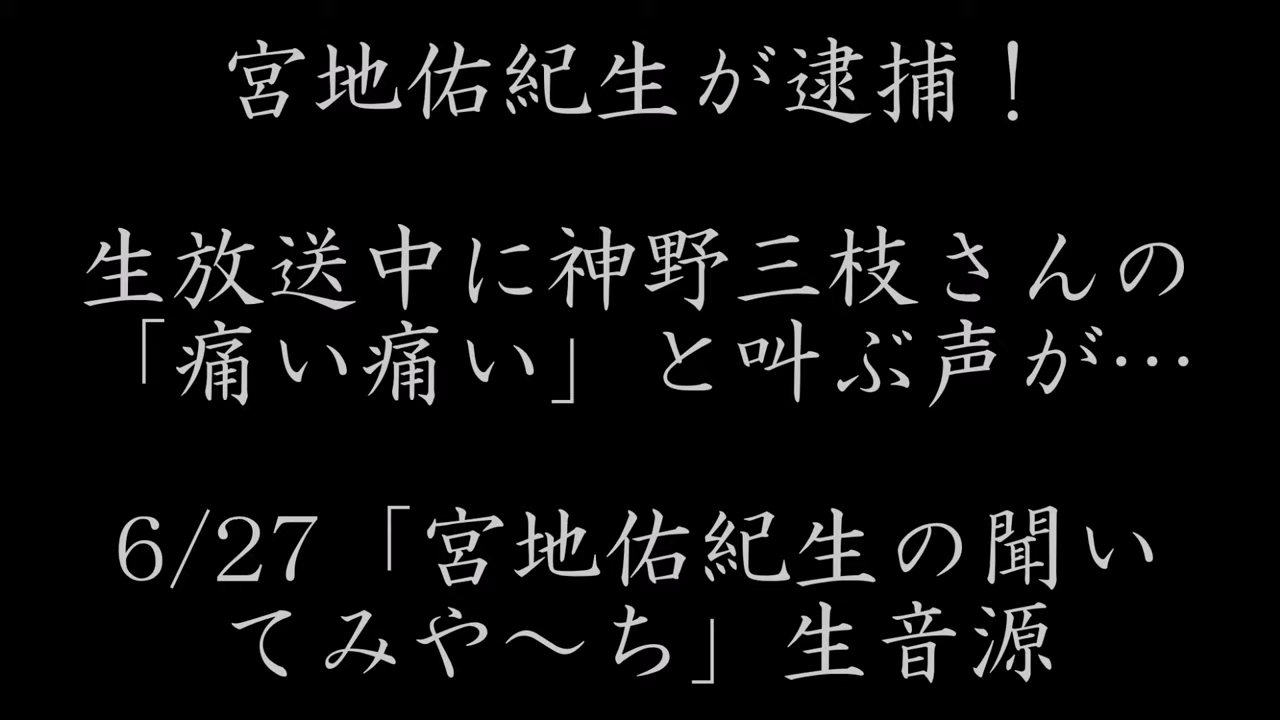 宮地佑紀生が逮捕！
生放送中に神野三枝さんの
「痛い痛い」と叫ぶ声が…
6/27「宮地佑紀生の聞い
てみや～ち」生音源